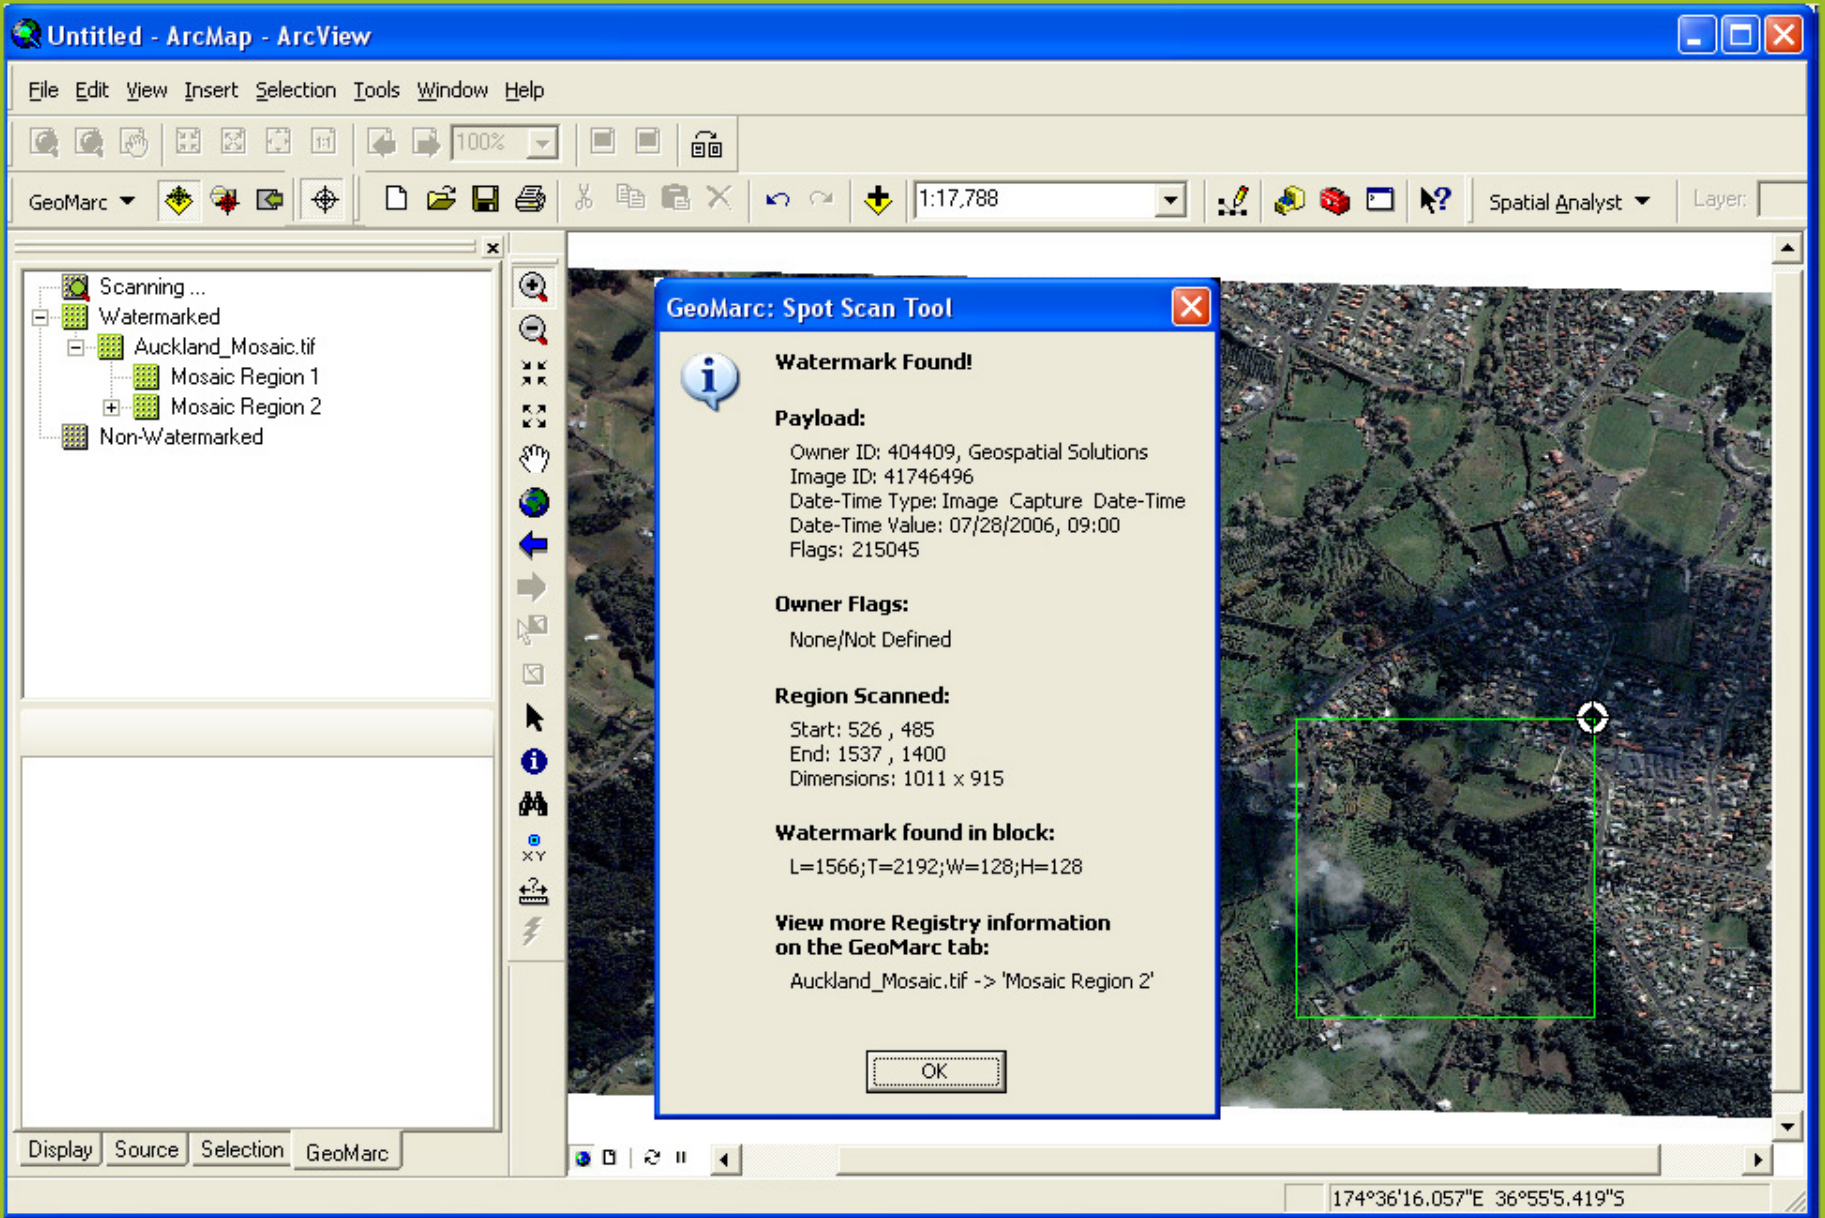 Untitled - ArcMap - ArcView
File Edit View Insert Selection Tools Window Help
1:1 100%
GeoMarc 1:17,788 Spatial Analyst Layer:
Scanning ...
Watermarked
Auckland_Mosaic.tif
Mosaic Region 1
Mosaic Region 2
Non-Watermarked
XY
Display Source Selection GeoMarc
GeoMarc: Spot Scan Tool
Watermark Found!
Payload:
Owner ID: 404409, Geospatial Solutions
Image ID: 41746496
Date-Time Type: Image Capture Date-Time
Date-Time Value: 07/28/2006, 09:00
Flags: 215045
Owner Flags:
None/Not Defined
Region Scanned:
Start: 526 , 485
End: 1537 , 1400
Dimensions: 1011 x 915
Watermark found in block:
L=1566;T=2192;W=128;H=128
View more Registry information
on the GeoMarc tab:
Auckland_Mosaic.tif -> 'Mosaic Region 2'
OK
174°36'16.057"E 36°55'5.419"S